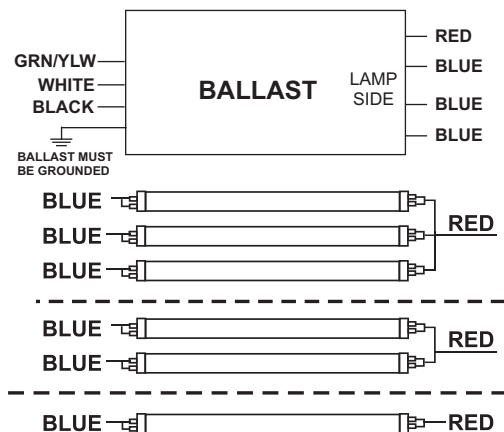 RED
GRN/YLW
BLUE
WHITE
BALLAST
LAMP
SIDE
BLACK
BLUE
BLUE
BALLAST MUST
BE GROUNDED
BLUE
BLUE
RED
BLUE
BLUE
RED
BLUE
BLUE
RED